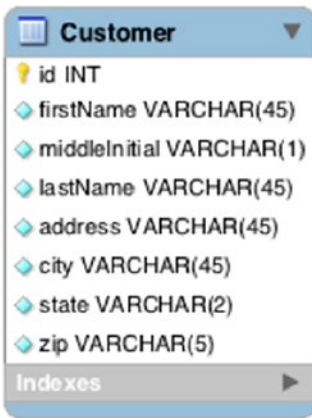 Customer
id INT
firstName VARCHAR(45)
middleInitial VARCHAR(1)
lastName VARCHAR(45)
address VARCHAR(45)
city VARCHAR(45)
state VARCHAR(2)
zip VARCHAR(5)
Indexes